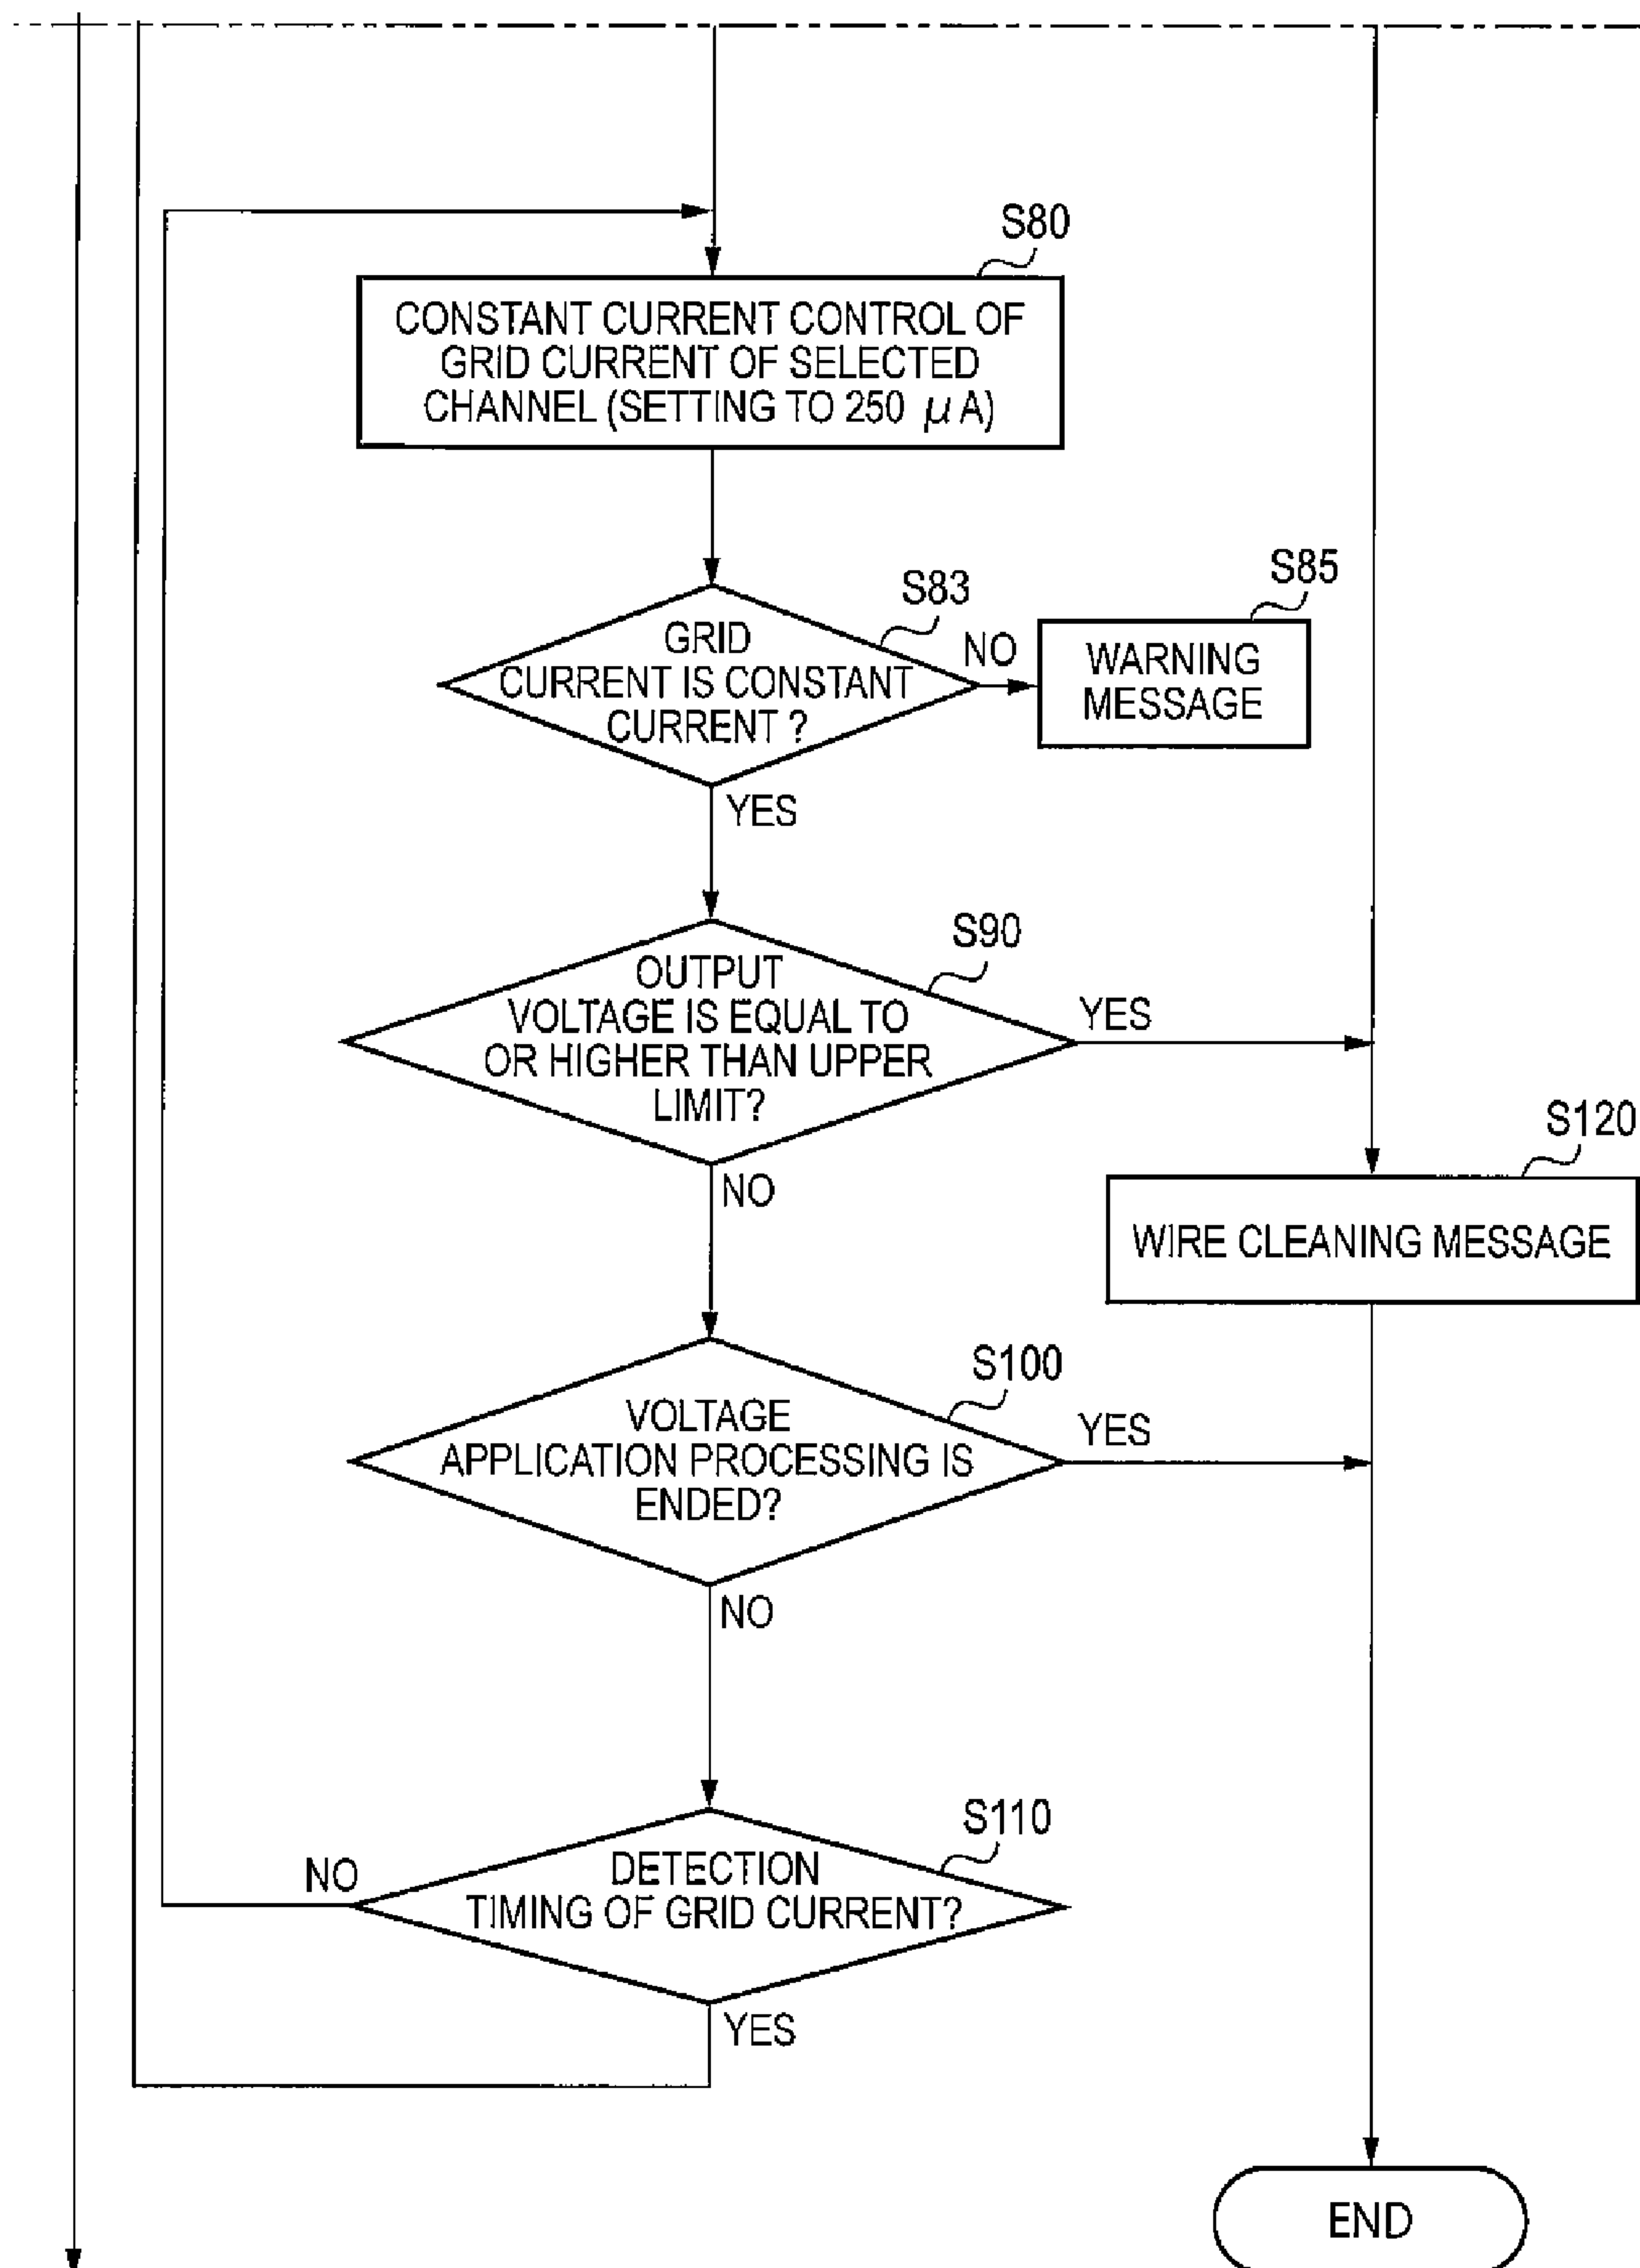 S80
CONSTANT CURRENT CONTROL OF
GRID CURRENT OF SELECTED
CHANNEL (SETTING TO 250 μA)
S83
GRID
CURRENT IS CONSTANT
CURRENT ?
NO
S85
WARNING
MESSAGE
YES
S90
OUTPUT
VOLTAGE IS EQUAL TO
OR HIGHER THAN UPPER
LIMIT?
YES
NO
S120
WIRE CLEANING MESSAGE
S100
VOLTAGE
APPLICATION PROCESSING IS
ENDED?
YES
NO
S110
DETECTION
TIMING OF GRID CURRENT?
NO
YES
END